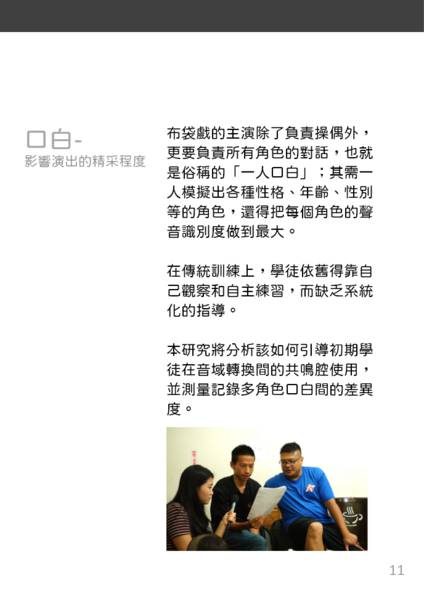 口白-
影響演出的精采程度
布袋戲的主演除了負責操偶外，
更要負責所有角色的對話，也就
是俗稱的「一人口白」；其需一
人模擬出各種性格、年齡、性別
等的角色，還得把每個角色的聲
音識別度做到最大。
在傳統訓練上，學徒依舊得靠自
己觀察和自主練習，而缺乏系統
化的指導。
本研究將分析該如何引導初期學
徒在音域轉換間的共鳴腔使用，
並測量記錄多角色口白間的差異
度。
11